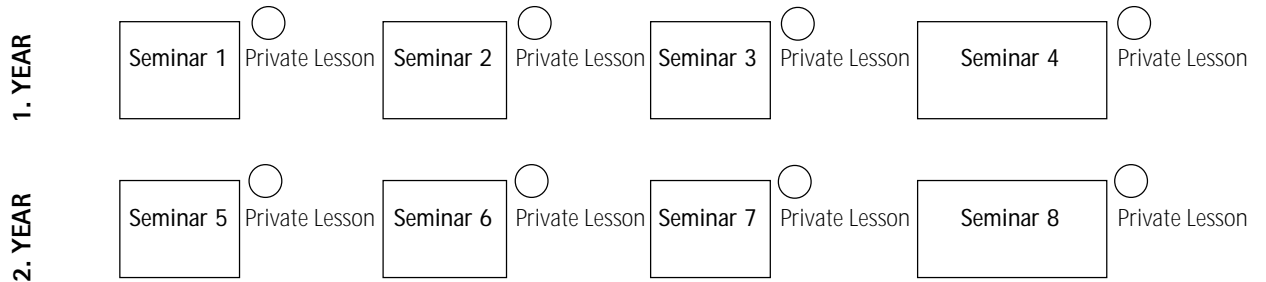 1. YEAR
Seminar 1 Private Lesson Seminar 2 Private Lesson Seminar 3 Private Lesson Seminar 4 Private Lesson
2. YEAR
Seminar 5 Private Lesson Seminar 6 Private Lesson Seminar 7 Private Lesson Seminar 8 Private Lesson